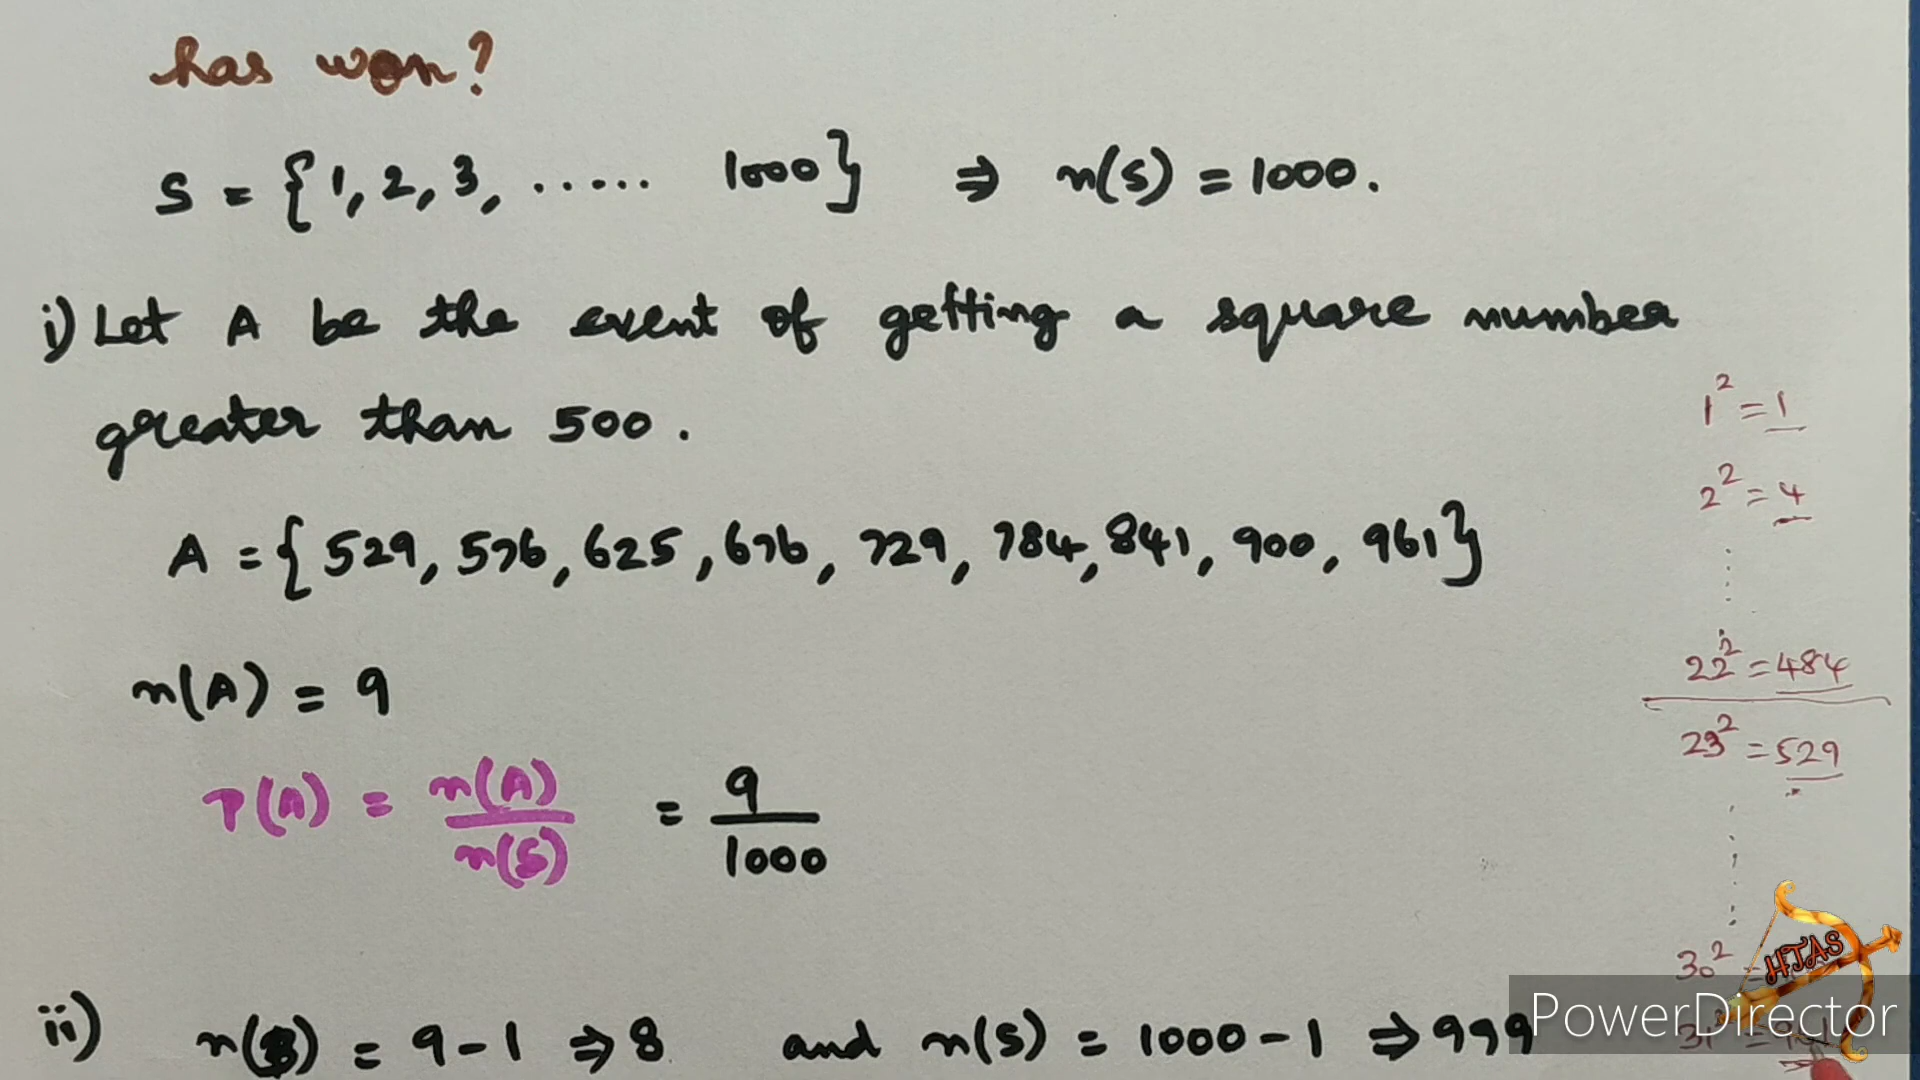 has won?
S = {1, 2, 3, ...... 1000} ⇒ n(S) = 1000.
i) Let A be the event of getting a square number
greater than 500.
A = {529, 576, 625, 676, 729, 784, 841, 900, 961}
n(A) = 9
P(A) = n(A)/n(S) = 9/1000
ii) n(B) = 9 - 1 ⇒ 8 and n(S) = 1000 - 1 ⇒ 999
1² = 1
2² = 4
22² = 484
23² = 529
30² =
31² =
HTAS
PowerDirector